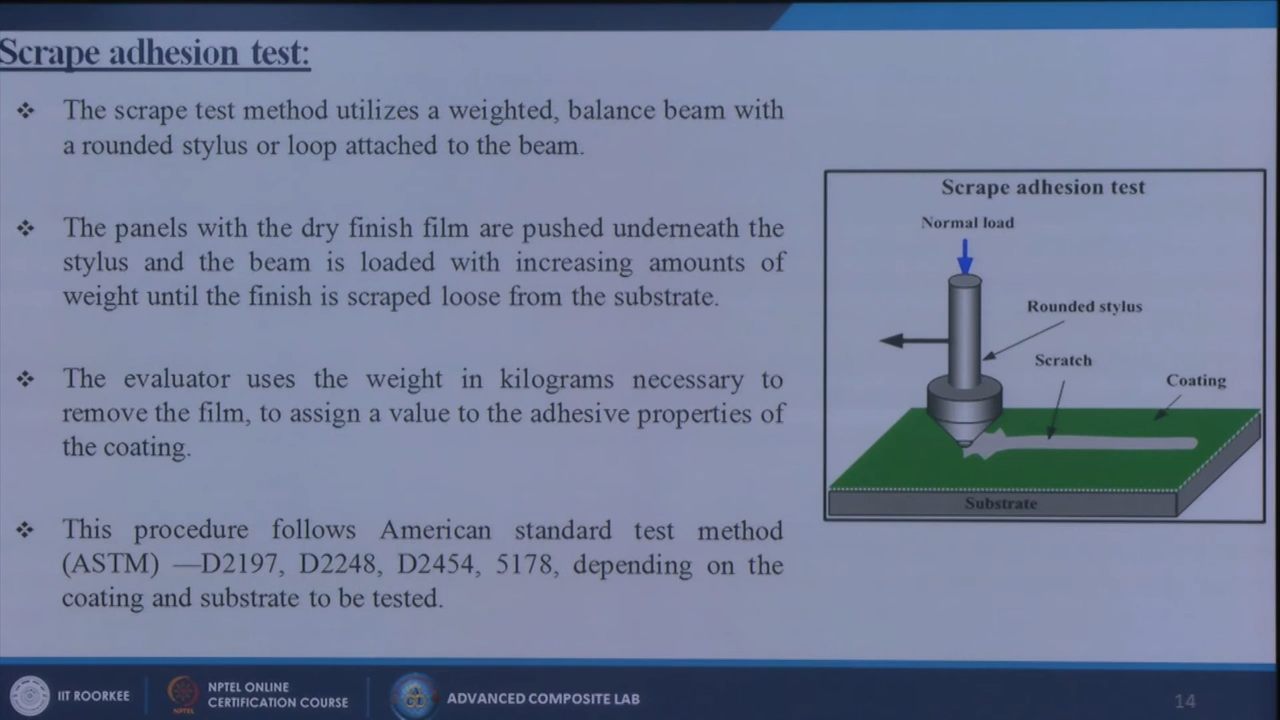 Scrape adhesion test:
The scrape test method utilizes a weighted, balance beam with
a rounded stylus or loop attached to the beam.
The panels with the dry finish film are pushed underneath the
stylus and the beam is loaded with increasing amounts of
weight until the finish is scraped loose from the substrate.
The evaluator uses the weight in kilograms necessary to
remove the film, to assign a value to the adhesive properties of
the coating.
This procedure follows American standard test method
(ASTM) —D2197, D2248, D2454, 5178, depending on the
coating and substrate to be tested.
Scrape adhesion test
Normal load
Rounded stylus
Scratch
Coating
Substrate
IIT ROORKEE
NPTEL
NPTEL ONLINE
CERTIFICATION COURSE
ADVANCED COMPOSITE LAB
14